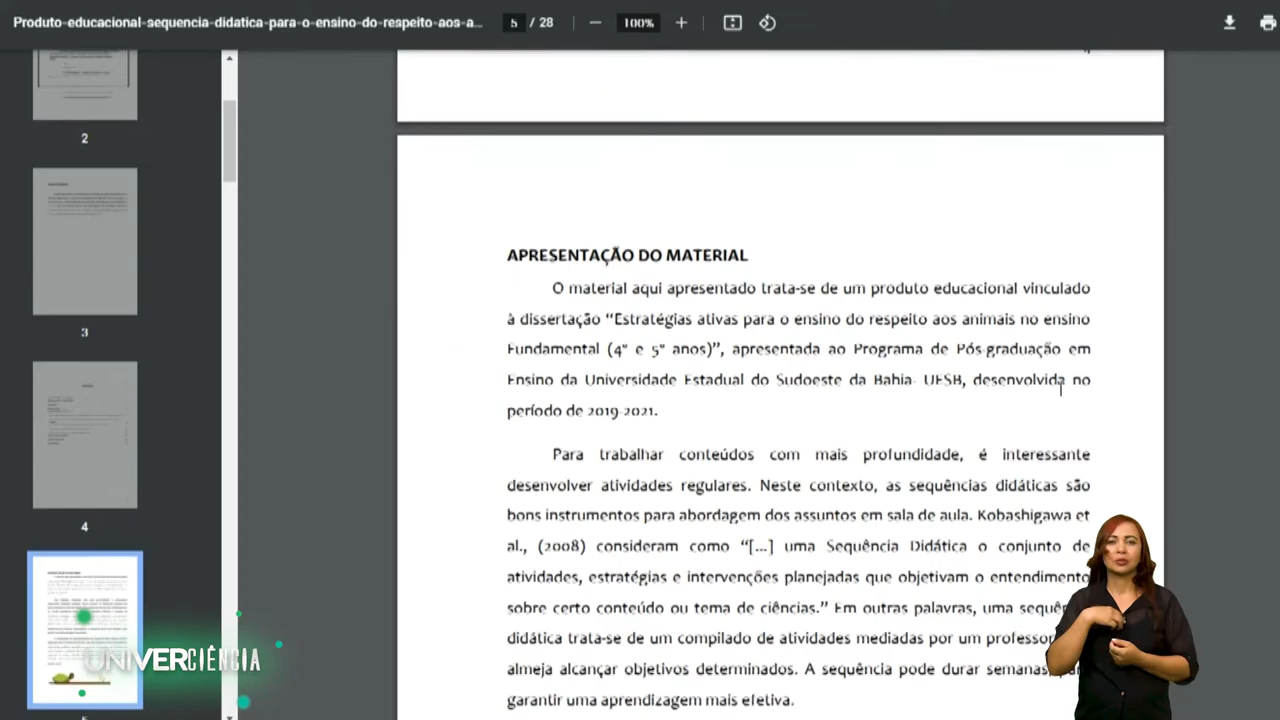 Produto-educacional-sequencia-didatica-para-o-ensino-do-respeito-aos-a...
5 / 28
100%
2
3
4
APRESENTAÇÃO DO MATERIAL
O material aqui apresentado trata-se de um produto educacional vinculado
à dissertação “Estratégias ativas para o ensino do respeito aos animais no ensino
Fundamental (4º e 5º anos)”, apresentada ao Programa de Pós-graduação em
Ensino da Universidade Estadual do Sudoeste da Bahia- UESB, desenvolvida no
período de 2019-2021.
Para trabalhar conteúdos com mais profundidade, é interessante
desenvolver atividades regulares. Neste contexto, as sequências didáticas são
bons instrumentos para abordagem dos assuntos em sala de aula. Kobashigawa et
al., (2008) consideram como “[...] uma Sequência Didática o conjunto de
atividades, estratégias e intervenções planejadas que objetivam o entendimento
sobre certo conteúdo ou tema de ciências.” Em outras palavras, uma
didática trata-se de um compilado de atividades mediadas por um
almeja alcançar objetivos determinados. A sequência pode durar semanas,
garantir uma aprendizagem mais efetiva.
UNIVERCIÊNCIA